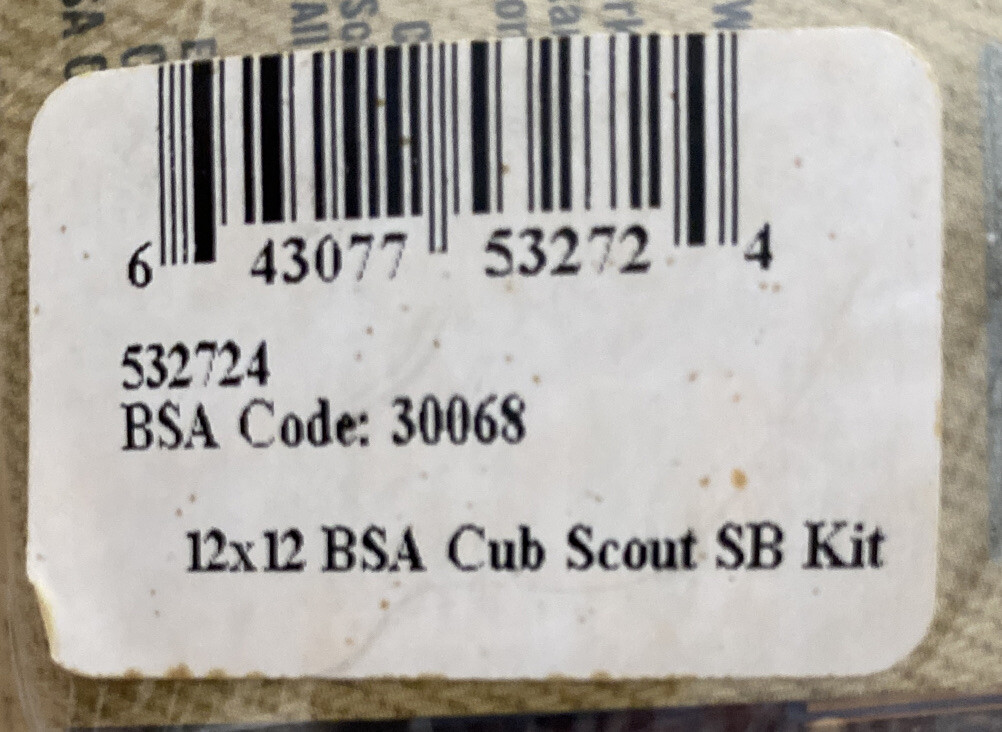 6 43077 53272 4
532724
BSA Code: 30068
12x12 BSA Cub Scout SB Kit